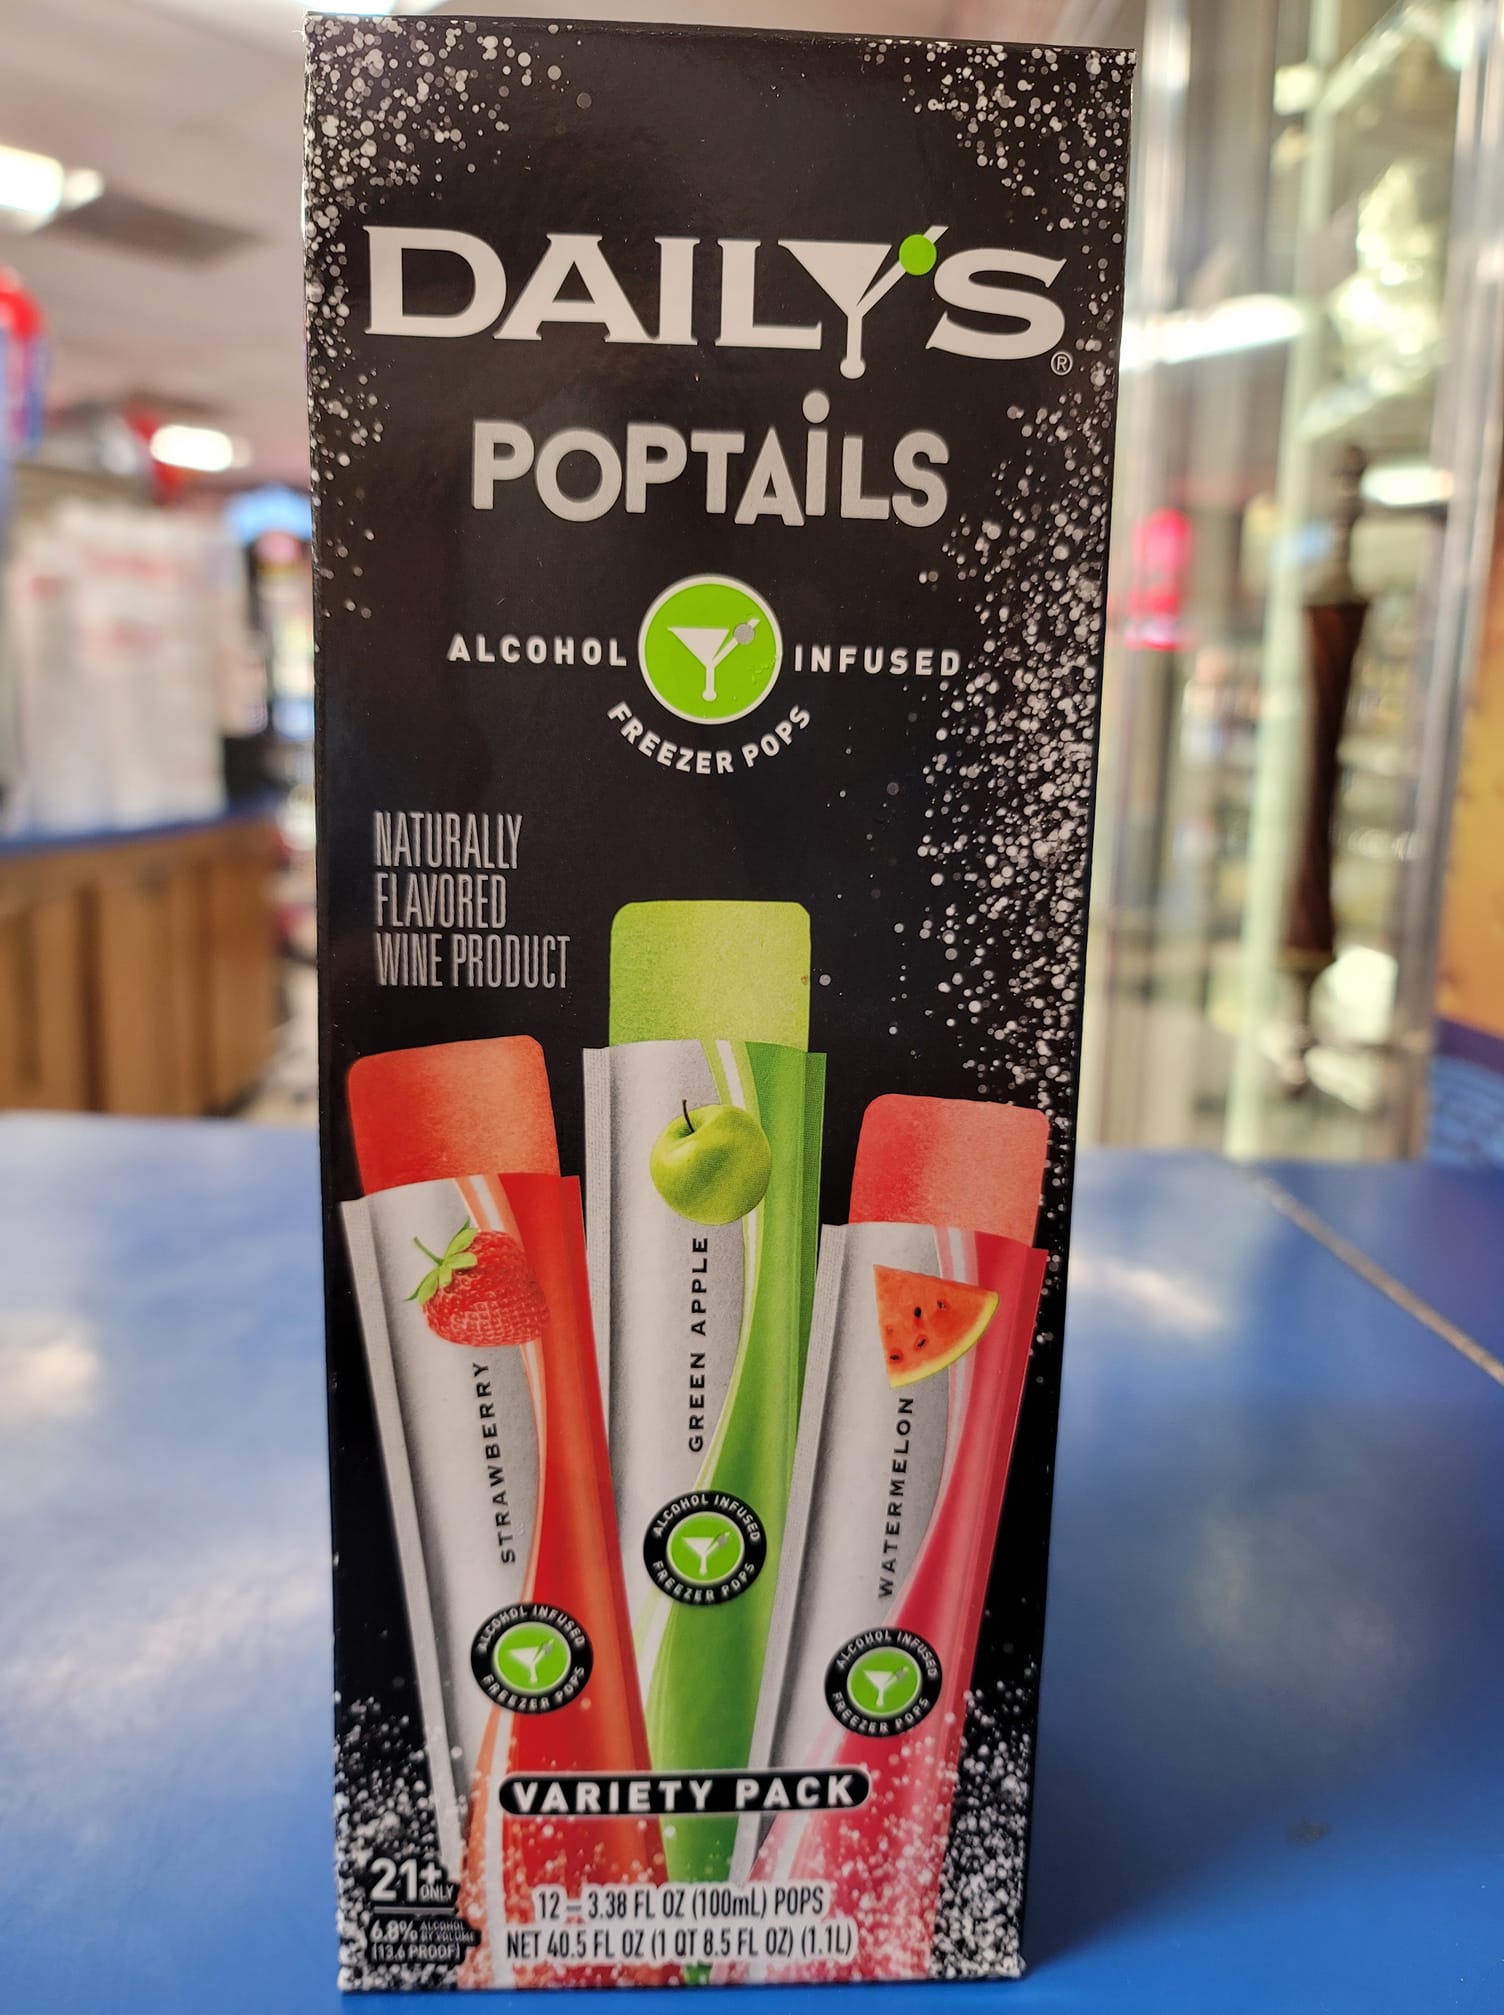 DAILY'S®
POPTAILS
ALCOHOL INFUSED
FREEZER POPS
NATURALLY
FLAVORED
WINE PRODUCT
STRAWBERRY
ALCOHOL INFUSED
FREEZER POPS
GREEN APPLE
ALCOHOL INFUSED
FREEZER POPS
WATERMELON
ALCOHOL INFUSED
FREEZER POPS
VARIETY PACK
21+ ONLY
6.8% ALCOHOL BY VOLUME
(13.6 PROOF)
12 – 3.38 FL OZ (100mL) POPS
NET 40.5 FL OZ (1 QT 8.5 FL OZ) (1.1L)